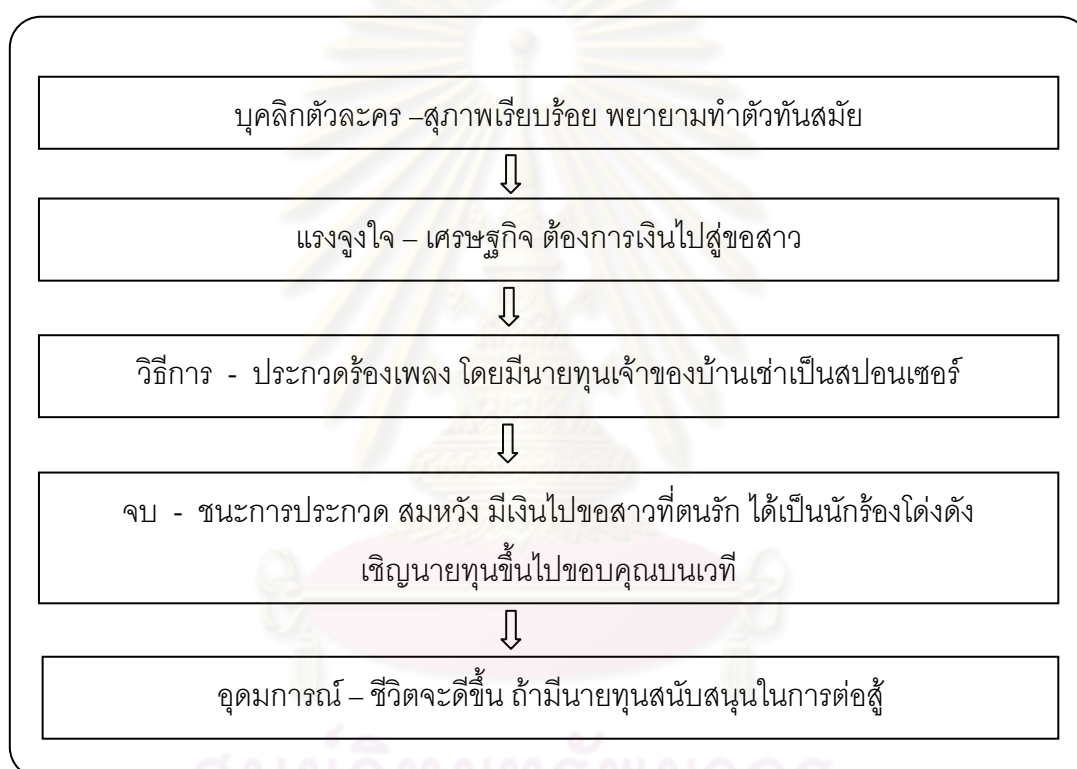 บุคลิกตัวละคร –สุภาพเรียบร้อย พยายามทำตัวทันสมัย
แรงจูงใจ – เศรษฐกิจ ต้องการเงินไปสู่ขอสาว
วิธีการ - ประกวดร้องเพลง โดยมีนายทุนเจ้าของบ้านเช่าเป็นสปอนเซอร์
จบ - ชนะการประกวด สมหวัง มีเงินไปขอสาวที่ตนรัก ได้เป็นนักร้องโด่งดัง
เชิญนายทุนขึ้นไปขอบคุณบนเวที
อุดมการณ์ – ชีวิตจะดีขึ้น ถ้ามีนายทุนสนับสนุนในการต่อสู้